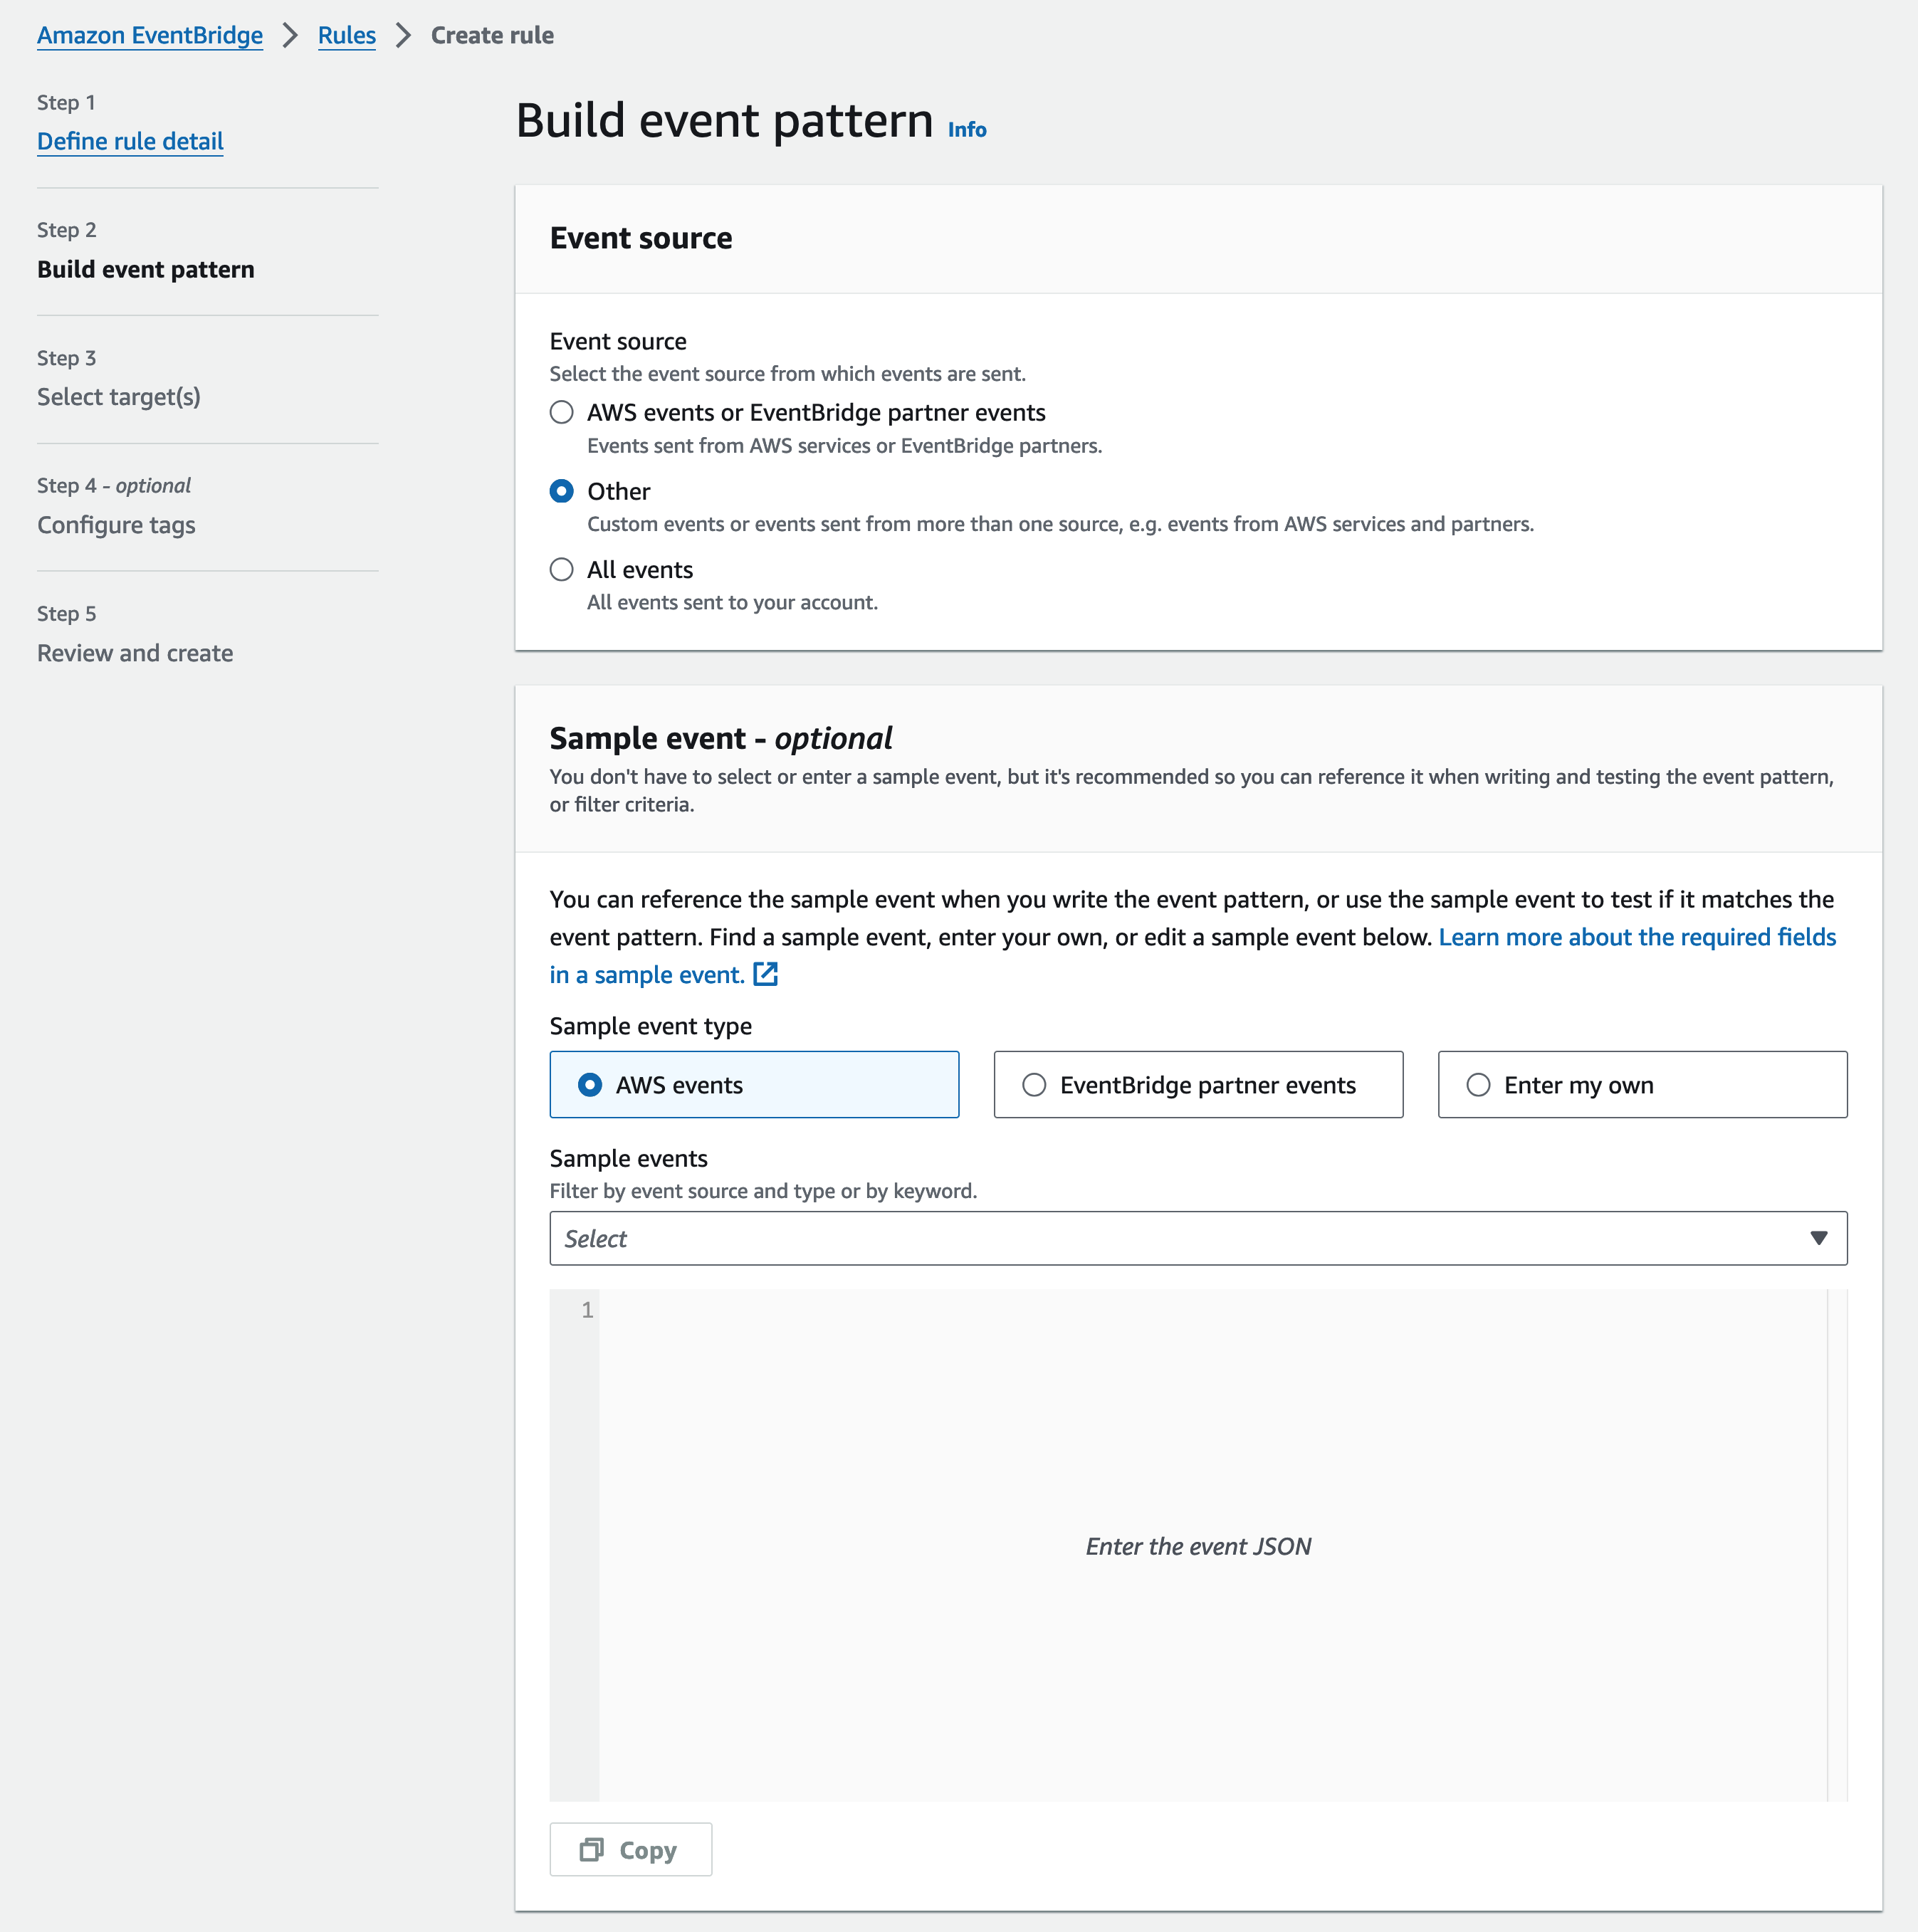 Amazon EventBridge > Rules > Create rule
Step 1
Define rule detail
Step 2
Build event pattern
Step 3
Select target(s)
Step 4 - optional
Configure tags
Step 5
Review and create
Build event pattern Info
Event source
Event source
Select the event source from which events are sent.
AWS events or EventBridge partner events
Events sent from AWS services or EventBridge partners.
Other
Custom events or events sent from more than one source, e.g. events from AWS services and partners.
All events
All events sent to your account.
Sample event - optional
You don't have to select or enter a sample event, but it's recommended so you can reference it when writing and testing the event pattern,
or filter criteria.
You can reference the sample event when you write the event pattern, or use the sample event to test if it matches the
event pattern. Find a sample event, enter your own, or edit a sample event below. Learn more about the required fields
in a sample event.
Sample event type
AWS events
EventBridge partner events
Enter my own
Sample events
Filter by event source and type or by keyword.
Select
1
Enter the event JSON
Copy